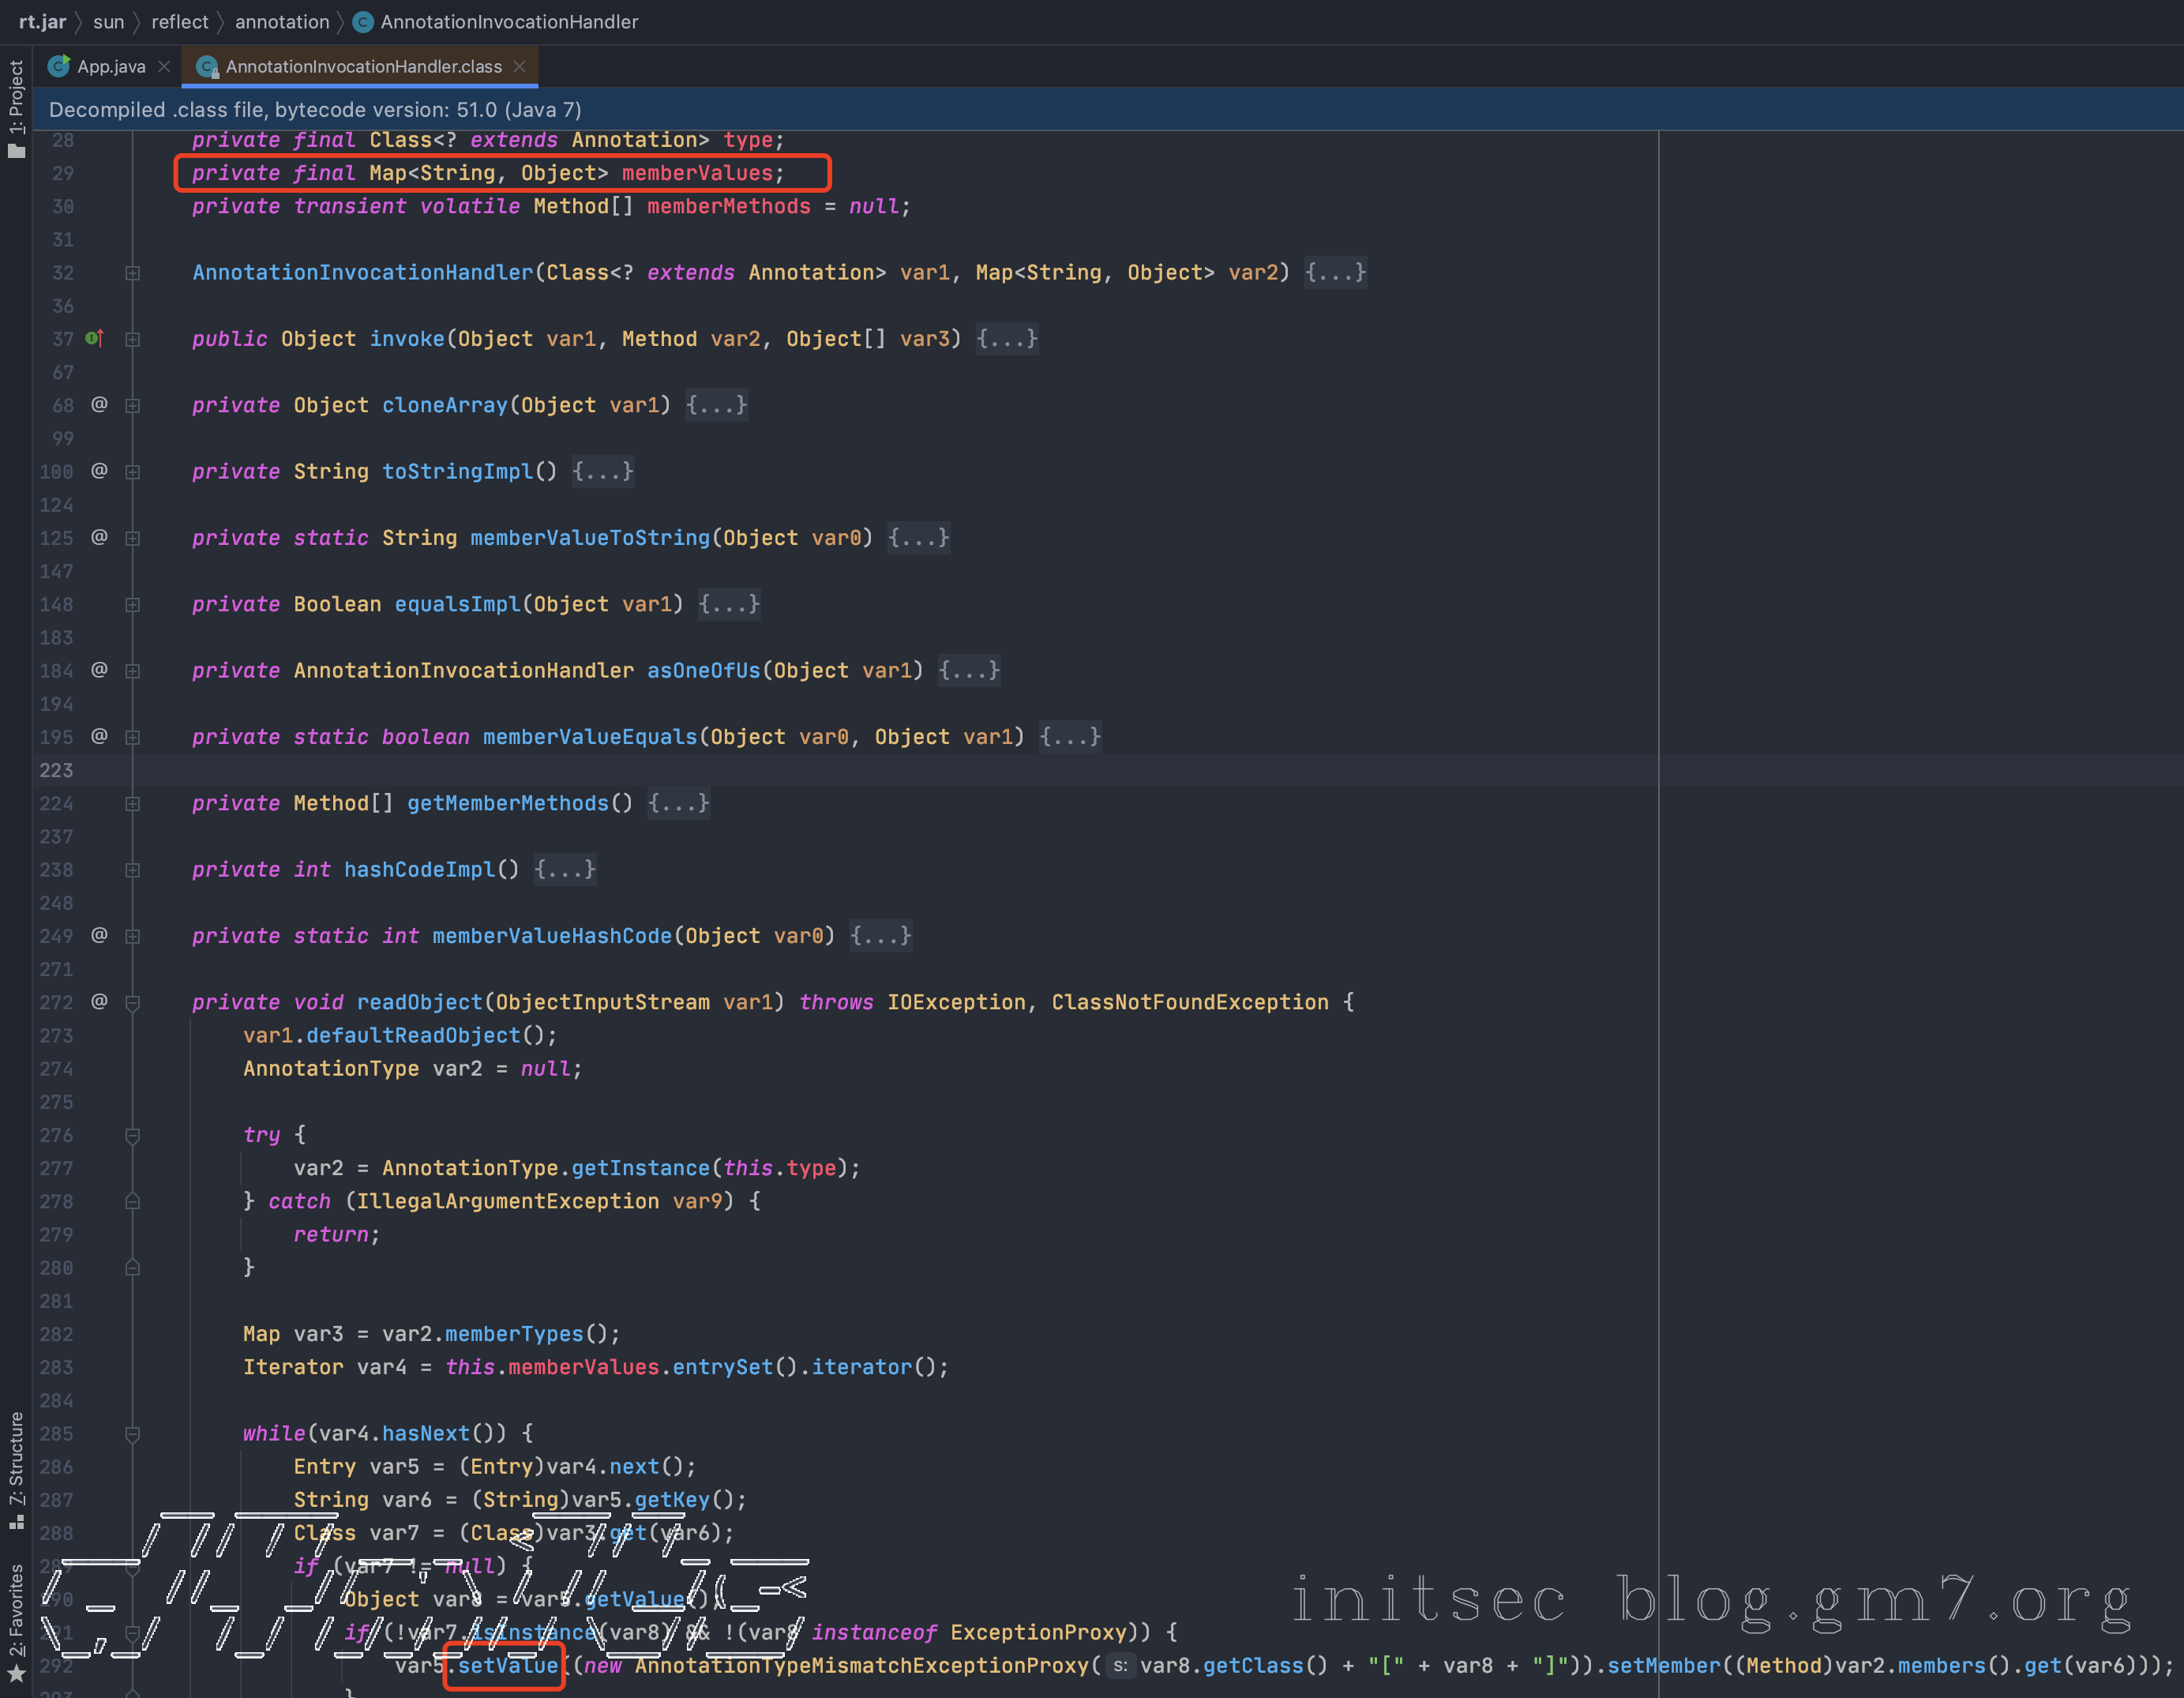 rt.jar sun reflect annotation AnnotationInvocationHandler
App.java AnnotationInvocationHandler.class
1: Project
Decompiled .class file, bytecode version: 51.0 (Java 7)
28 private final Class<? extends Annotation> type;
29 private final Map<String, Object> memberValues;
30 private transient volatile Method[] memberMethods = null;
31
32 AnnotationInvocationHandler(Class<? extends Annotation> var1, Map<String, Object> var2) {...}
36
37 public Object invoke(Object var1, Method var2, Object[] var3) {...}
67
68 @ private Object cloneArray(Object var1) {...}
99
100 @ private String toStringImpl() {...}
124
125 @ private static String memberValueToString(Object var0) {...}
147
148 private Boolean equalsImpl(Object var1) {...}
183
184 @ private AnnotationInvocationHandler asOneOfUs(Object var1) {...}
194
195 @ private static boolean memberValueEquals(Object var0, Object var1) {...}
223
224 private Method[] getMemberMethods() {...}
237
238 private int hashCodeImpl() {...}
248
249 @ private static int memberValueHashCode(Object var0) {...}
271
272 @ private void readObject(ObjectInputStream var1) throws IOException, ClassNotFoundException {
273 var1.defaultReadObject();
274 AnnotationType var2 = null;
275
276 try {
277 var2 = AnnotationType.getInstance(this.type);
278 } catch (IllegalArgumentException var9) {
279 return;
280 }
281
282 Map var3 = var2.memberTypes();
283 Iterator var4 = this.memberValues.entrySet().iterator();
284
285 while(var4.hasNext()) {
286 Entry var5 = (Entry)var4.next();
287 String var6 = (String)var5.getKey();
288 Class var7 = (Class)var3.get(var6);
289 if (var7 != null) {
290 Object var8 = var5.getValue();
291 if (!var7.isInstance(var8) && !(var8 instanceof ExceptionProxy)) {
292 var5.setValue((new AnnotationTypeMismatchExceptionProxy( s: var8.getClass() + "[" + var8 + "]")).setMember((Method)var2.members().get(var6)));
293 }
7: Structure
2: Favorites
initsec blog.gm7.org